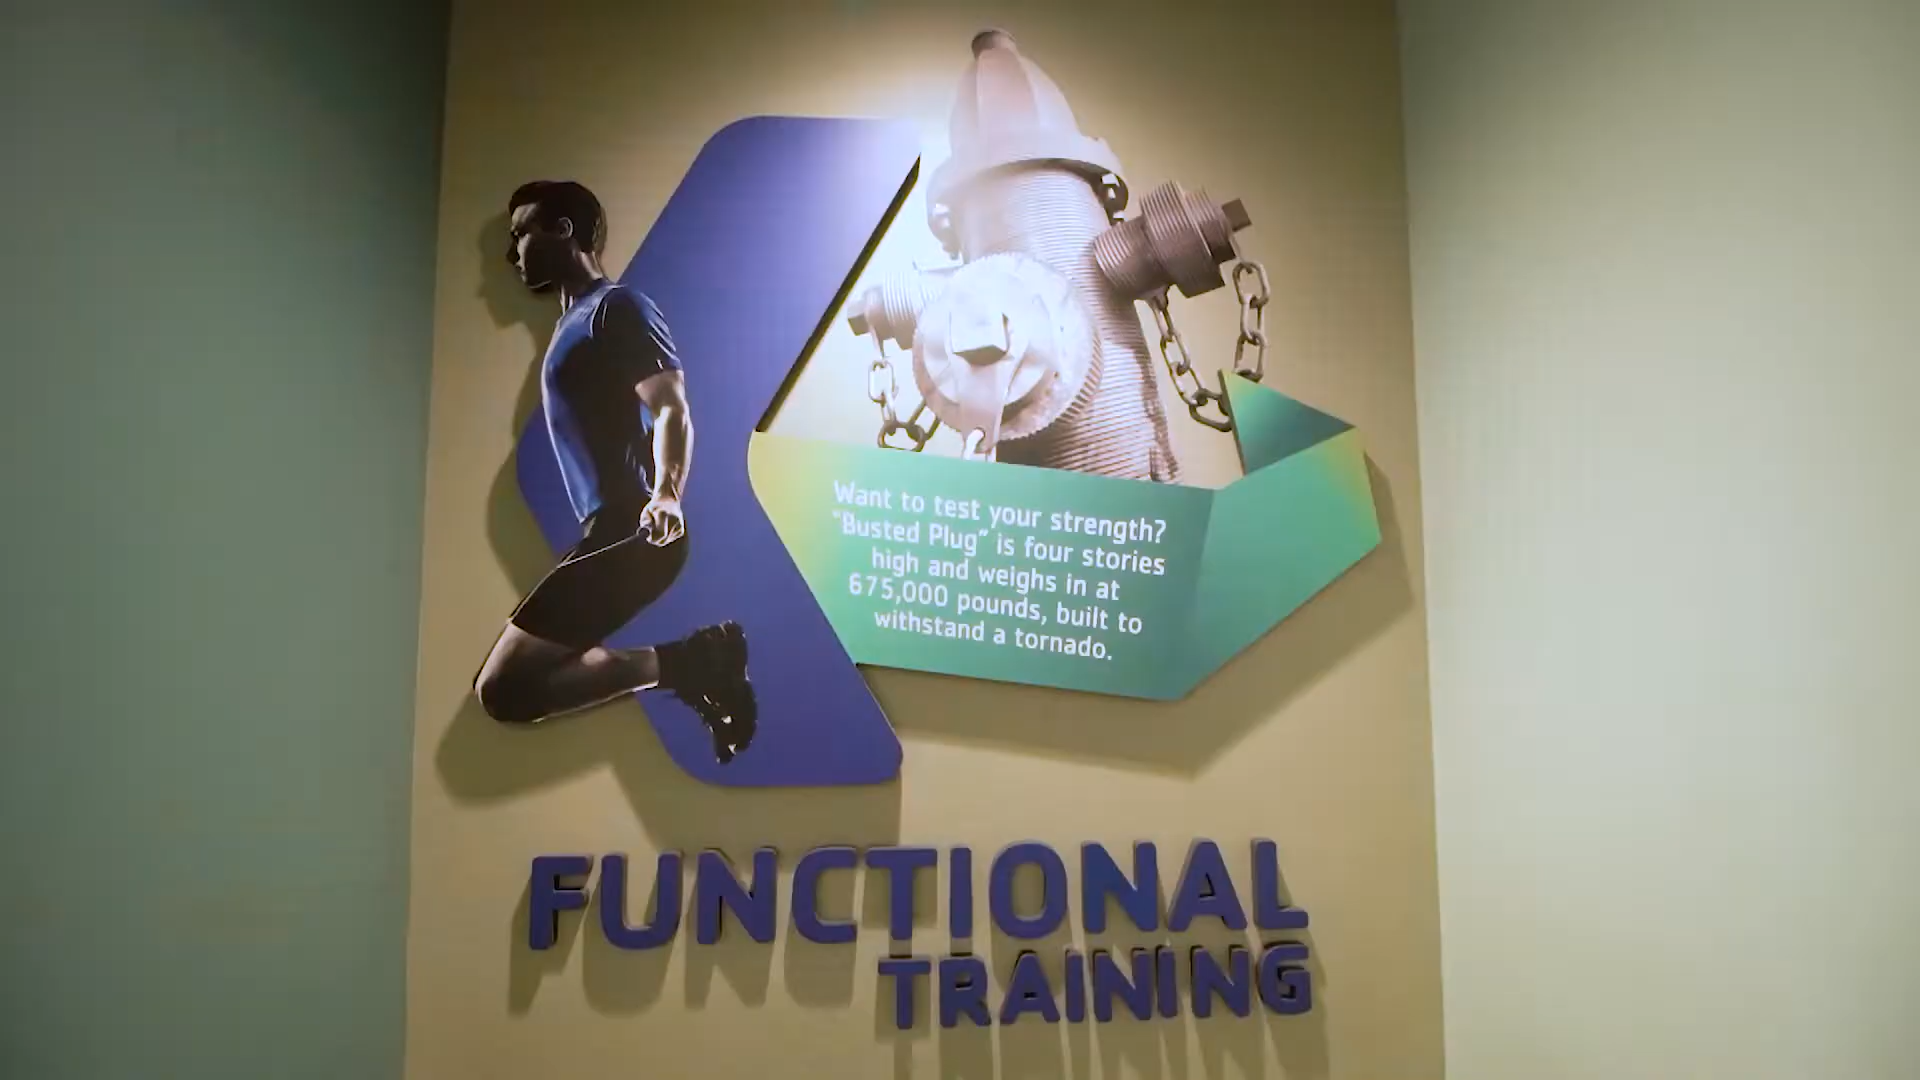 Want to test your strength?
"Busted Plug" is four stories
high and weighs in at
675,000 pounds, built to
withstand a tornado.
FUNCTIONAL
TRAINING